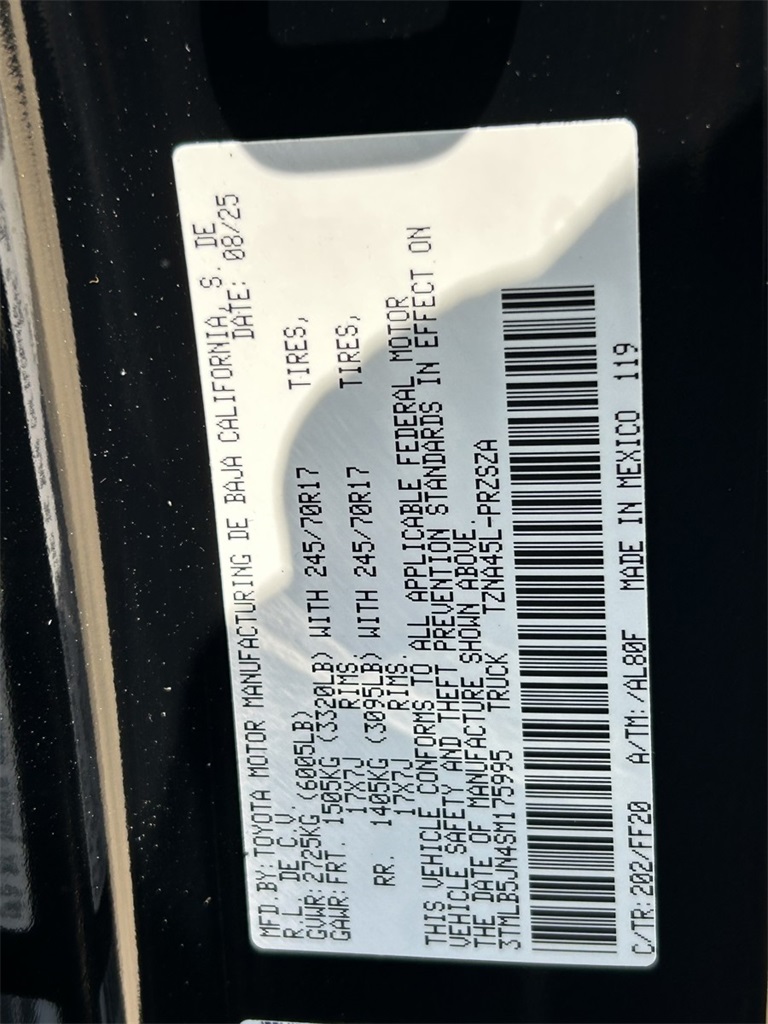 MFD.BY:TOYOTA MOTOR MANUFACTURING DE BAJA CALIFORNIA, S. DE
R.L. DE C.V. DATE: 08/25
GVWR:2725KG (6005LB)
GAWR:FRT. 1505KG (3320LB) WITH 245/70R17 TIRES,
17X7J RIMS
RR. 1405KG (3095LB) WITH 245/70R17 TIRES,
17X7J RIMS.
THIS VEHICLE CONFORMS TO ALL APPLICABLE FEDERAL MOTOR
VEHICLE SAFETY AND THEFT PREVENTION STANDARDS IN EFFECT ON
THE DATE OF MANUFACTURE SHOWN ABOVE.
3TMLB5JN4SM175995 TRUCK TZNA45L-PRZSZA
C/TR:202/FF20 A/TM:/AL80F MADE IN MEXICO 119